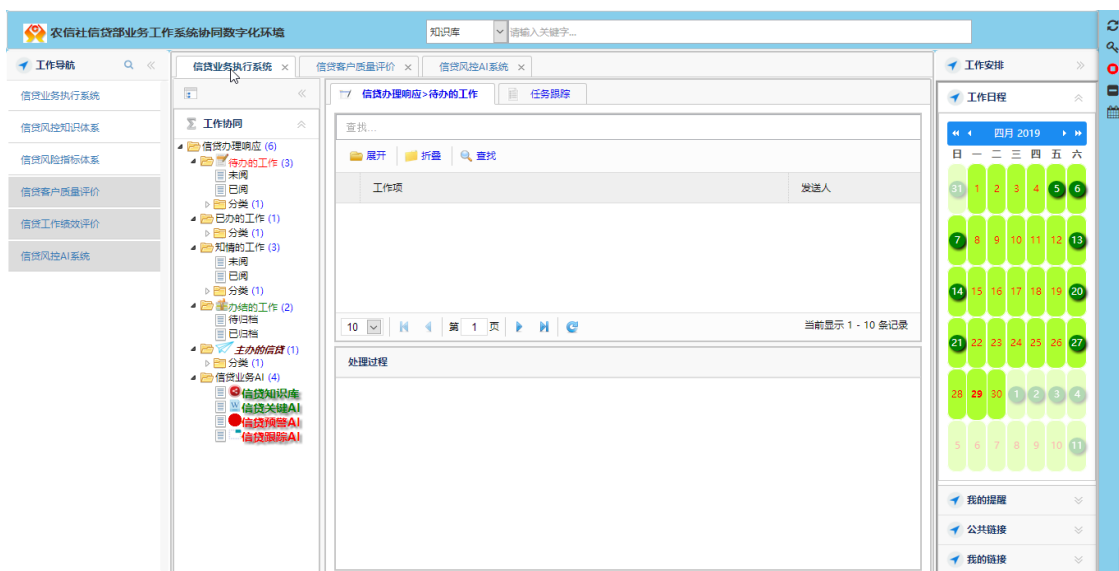 农信社信贷部业务工作系统协同数字化环境
知识库
请输入关键字...
工作导航
信贷业务执行系统
信贷风控知识体系
信贷风险指标体系
信贷客户质量评价
信贷工作绩效评价
信贷风控AI系统
信贷业务执行系统 × 信贷客户质量评价 × 信贷风控AI系统 ×
工作协同
信贷办理响应 (6)
待办的工作 (3)
未阅
已阅
分类 (1)
已办的工作 (1)
分类 (1)
知情的工作 (3)
未阅
已阅
分类 (1)
办结的工作 (2)
待归档
已归档
主办的信贷 (1)
分类 (1)
信贷业务AI (4)
信贷知识库
信贷关键AI
信贷预警AI
信贷跟踪AI
信贷办理响应>待办的工作 任务跟踪
查找...
展开 折叠 查找
工作项 发送人
10 第 1 页 当前显示 1 - 10 条记录
处理过程
工作安排
工作日程
四月 2019
日 一 二 三 四 五 六
31 1 2 3 4 5 6
7 8 9 10 11 12 13
14 15 16 17 18 19 20
21 22 23 24 25 26 27
28 29 30 1 2 3 4
5 6 7 8 9 10 11
我的提醒
公共链接
我的链接